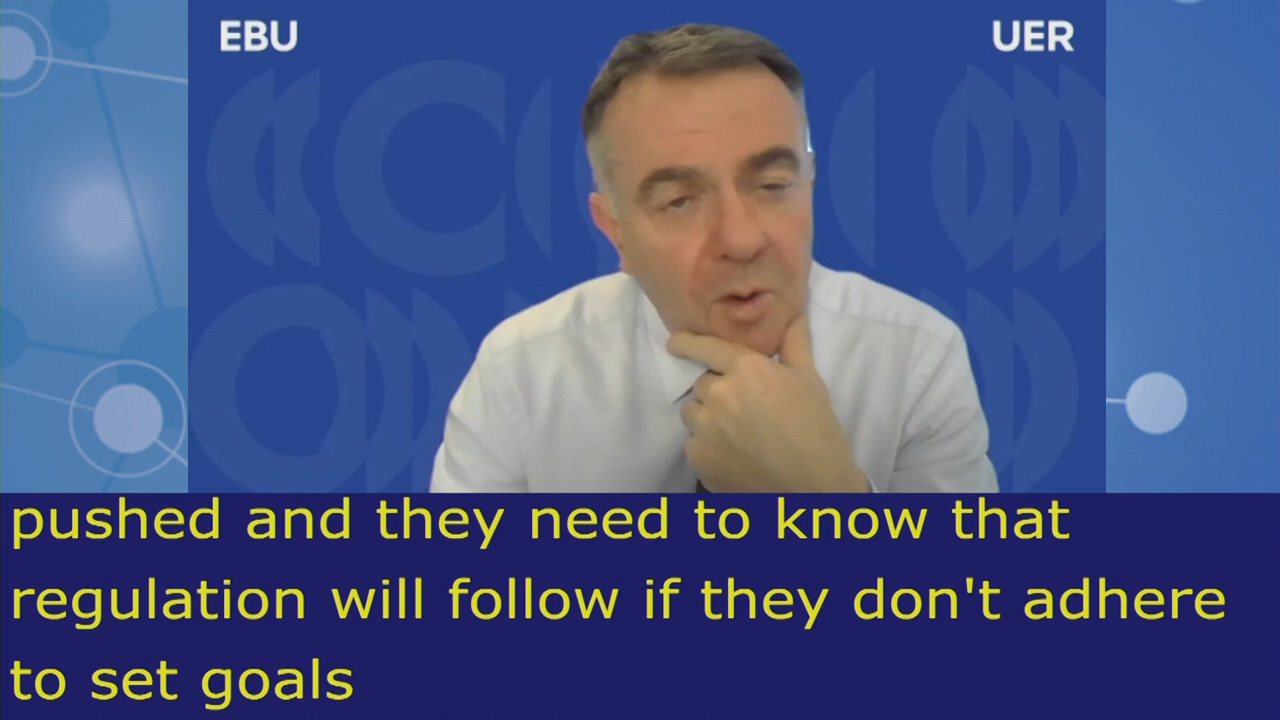 EBU UER
pushed and they need to know that
regulation will follow if they don't adhere
to set goals